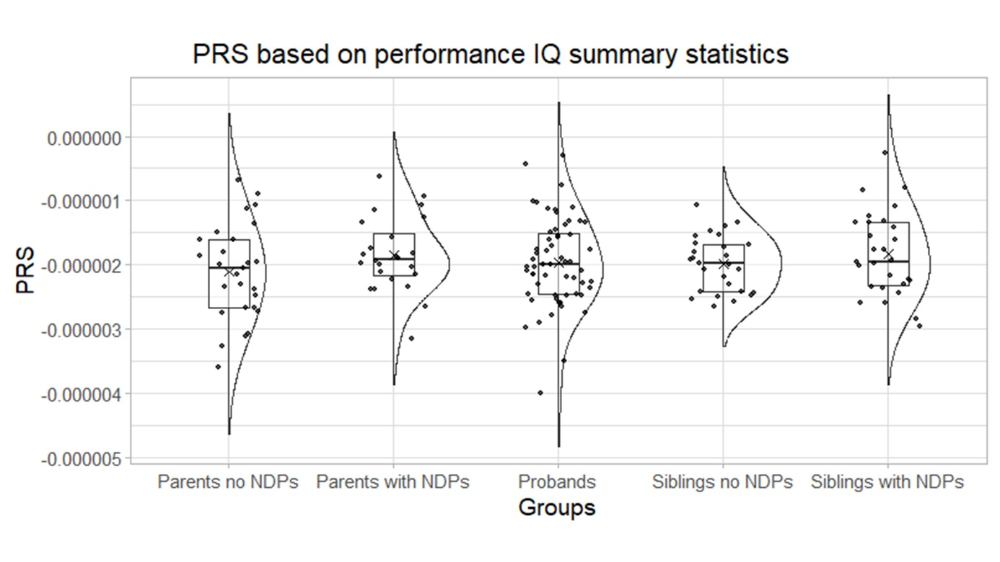 PRS based on performance IQ summary statistics
PRS
0.000000
-0.000001
-0.000002
-0.000003
-0.000004
-0.000005
Parents no NDPs
Parents with NDPs
Probands
Siblings no NDPs
Siblings with NDPs
Groups